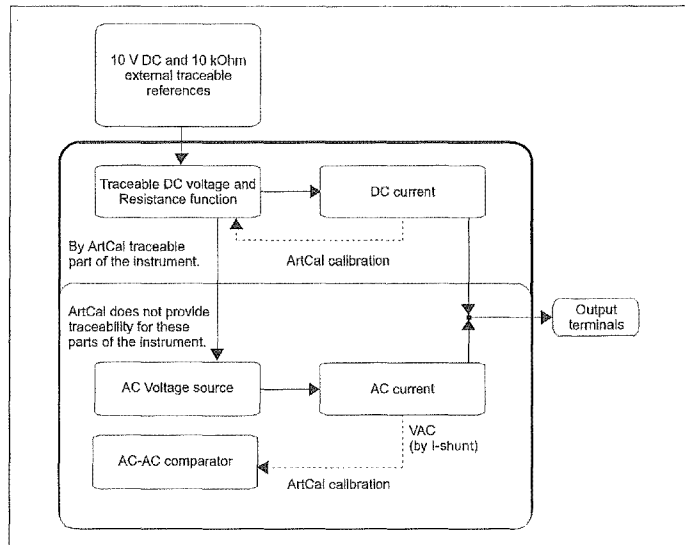 10 V DC and 10 kOhm
external traceable
references
Traceable DC voltage and
Resistance function
DC current
By ArtCal traceable
part of the instrument.
ArtCal calibration
ArtCal does not provide
traceability for these
parts of the instrument.
Output
terminals
AC Voltage source
AC current
VAC
(by I-shunt)
AC-AC comparator
ArtCal calibration